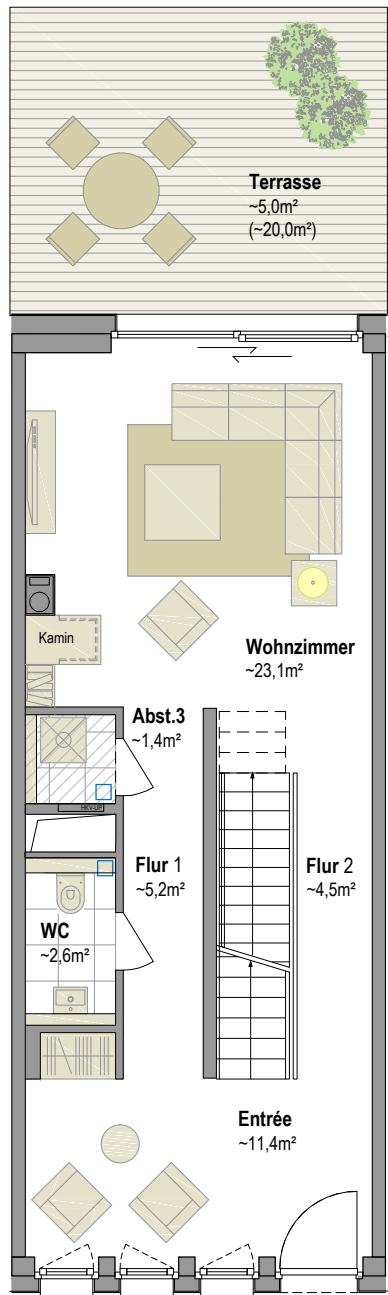 Terrasse
~5,0m²
(~20,0m²)
Kamin
Wohnzimmer
~23,1m²
Abst.3
~1,4m²
HKV-UP
Flur 1
~5,2m²
Flur 2
~4,5m²
WC
~2,6m²
Entrée
~11,4m²